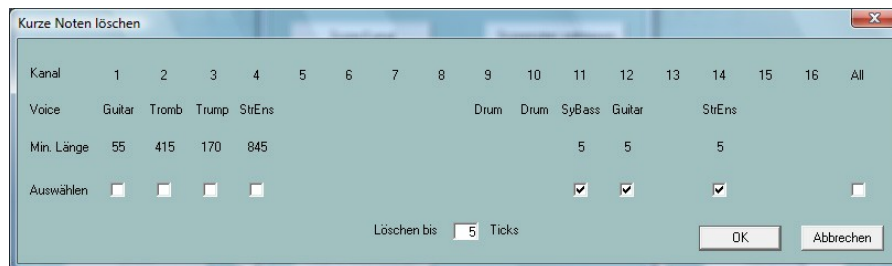 Kurze Noten löschen
Kanal 1 2 3 4 5 6 7 8 9 10 11 12 13 14 15 16 All
Voice Guitar Tromb Trump StrEns Drum Drum SyBass Guitar StrEns
Min. Länge 55 415 170 845 5 5 5
Auswählen
Löschen bis 5 Ticks
OK Abbrechen